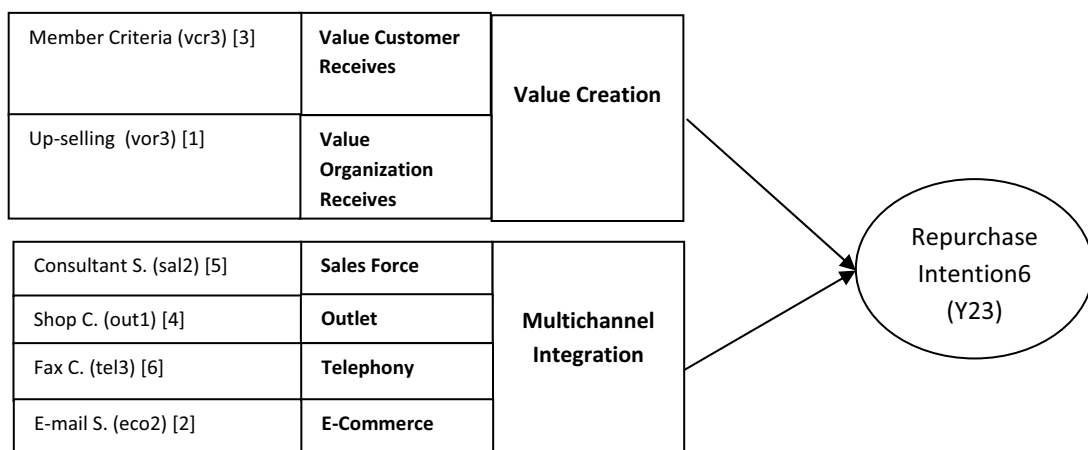 Member Criteria (vcr3) [3]
Value Customer
Receives
Value Creation
Up-selling (vor3) [1]
Value
Organization
Receives
Consultant S. (sal2) [5]
Sales Force
Multichannel
Integration
Shop C. (out1) [4]
Outlet
Fax C. (tel3) [6]
Telephony
E-mail S. (eco2) [2]
E-Commerce
Repurchase
Intention6
(Y23)